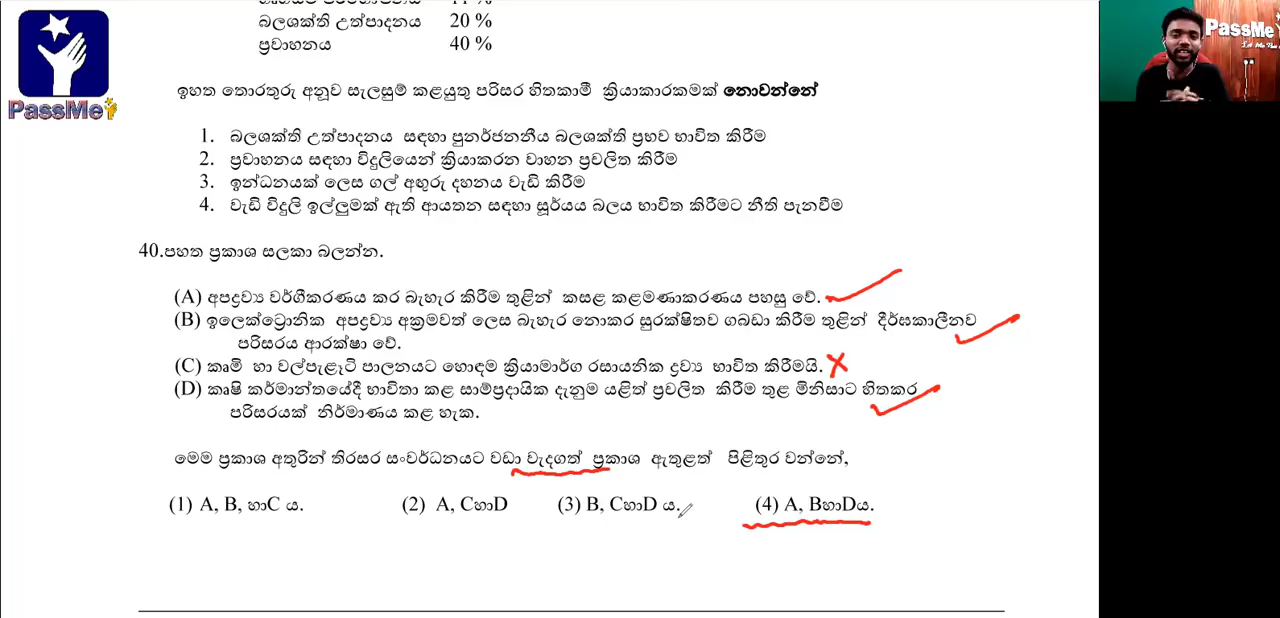 බලශක්ති උත්පාදනය 20 %
ප්‍රවාහනය 40 %
PassMe
PassMe
ඉහත තොරතුරු අනූව සැලසුම් කළයුතු පරිසර හිතකාමී ක්‍රියාකාරකමක් නොවන්නේ
1. බලශක්ති උත්පාදනය සඳහා පුනර්ජනනීය බලශක්ති ප්‍රභව භාවිත කිරීම
2. ප්‍රවාහනය සඳහා විදුලියෙන් ක්‍රියාකරන වාහන ප්‍රචලිත කිරීම
3. ඉන්ධනයක් ලෙස ගල් අඟුරු දහනය වැඩි කිරීම
4. වැඩි විදුලි ඉල්ලුමක් ඇති ආයතන සඳහා සූර්යය බලය භාවිත කිරීමට නීති පැනවීම
40.පහත ප්‍රකාශ සලකා බලන්න.
(A) අපද්‍රව්‍ය වර්ගීකරණය කර බැහැර කිරීම තුළින් කසළ කළමණාකරණය පහසු වේ.
(B) ඉලෙක්ට්‍රොනික අපද්‍රව්‍ය අක්‍රමවත් ලෙස බැහැර නොකර සුරක්ෂිතව ගබඩා කිරීම තුළින් දීර්ඝකාලීනව
පරිසරය ආරක්ෂා වේ.
(C) කෘමි හා වල්පැළෑටි පාලනයට හොඳම ක්‍රියාමාර්ග රසායනික ද්‍රව්‍ය භාවිත කිරීමයි.
(D) කෘෂි කර්මාන්තයේදී භාවිතා කළ සාම්ප්‍රදායික දැනුම යළිත් ප්‍රචලිත කිරීම තුළ මිනිසාට හිතකර
පරිසරයක් නිර්මාණය කළ හැක.
මෙම ප්‍රකාශ අතුරින් තිරසර සංවර්ධනයට වඩා වැදගත් ප්‍රකාශ ඇතුළත් පිළිතුර වන්නේ,
(1) A, B, හාC ය. (2) A, CහාD (3) B, CහාD ය. (4) A, BහාDය.